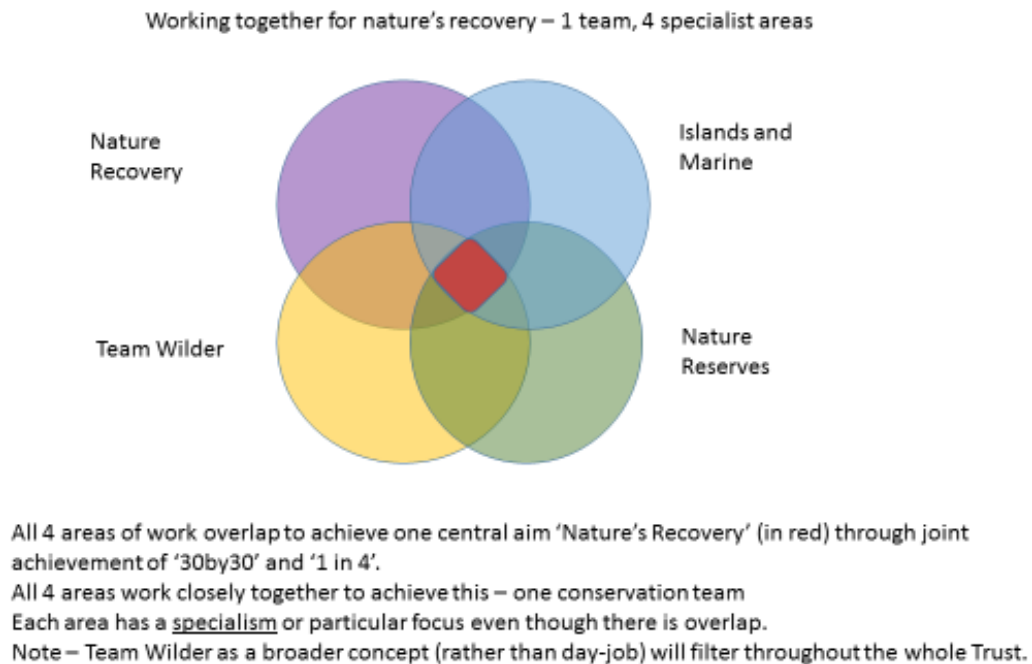 Working together for nature's recovery – 1 team, 4 specialist areas
Nature
Recovery
Islands and
Marine
Team Wilder
Nature
Reserves
All 4 areas of work overlap to achieve one central aim 'Nature's Recovery' (in red) through joint
achievement of '30by30' and '1 in 4'.
All 4 areas work closely together to achieve this – one conservation team
Each area has a specialism or particular focus even though there is overlap.
Note – Team Wilder as a broader concept (rather than day-job) will filter throughout the whole Trust.